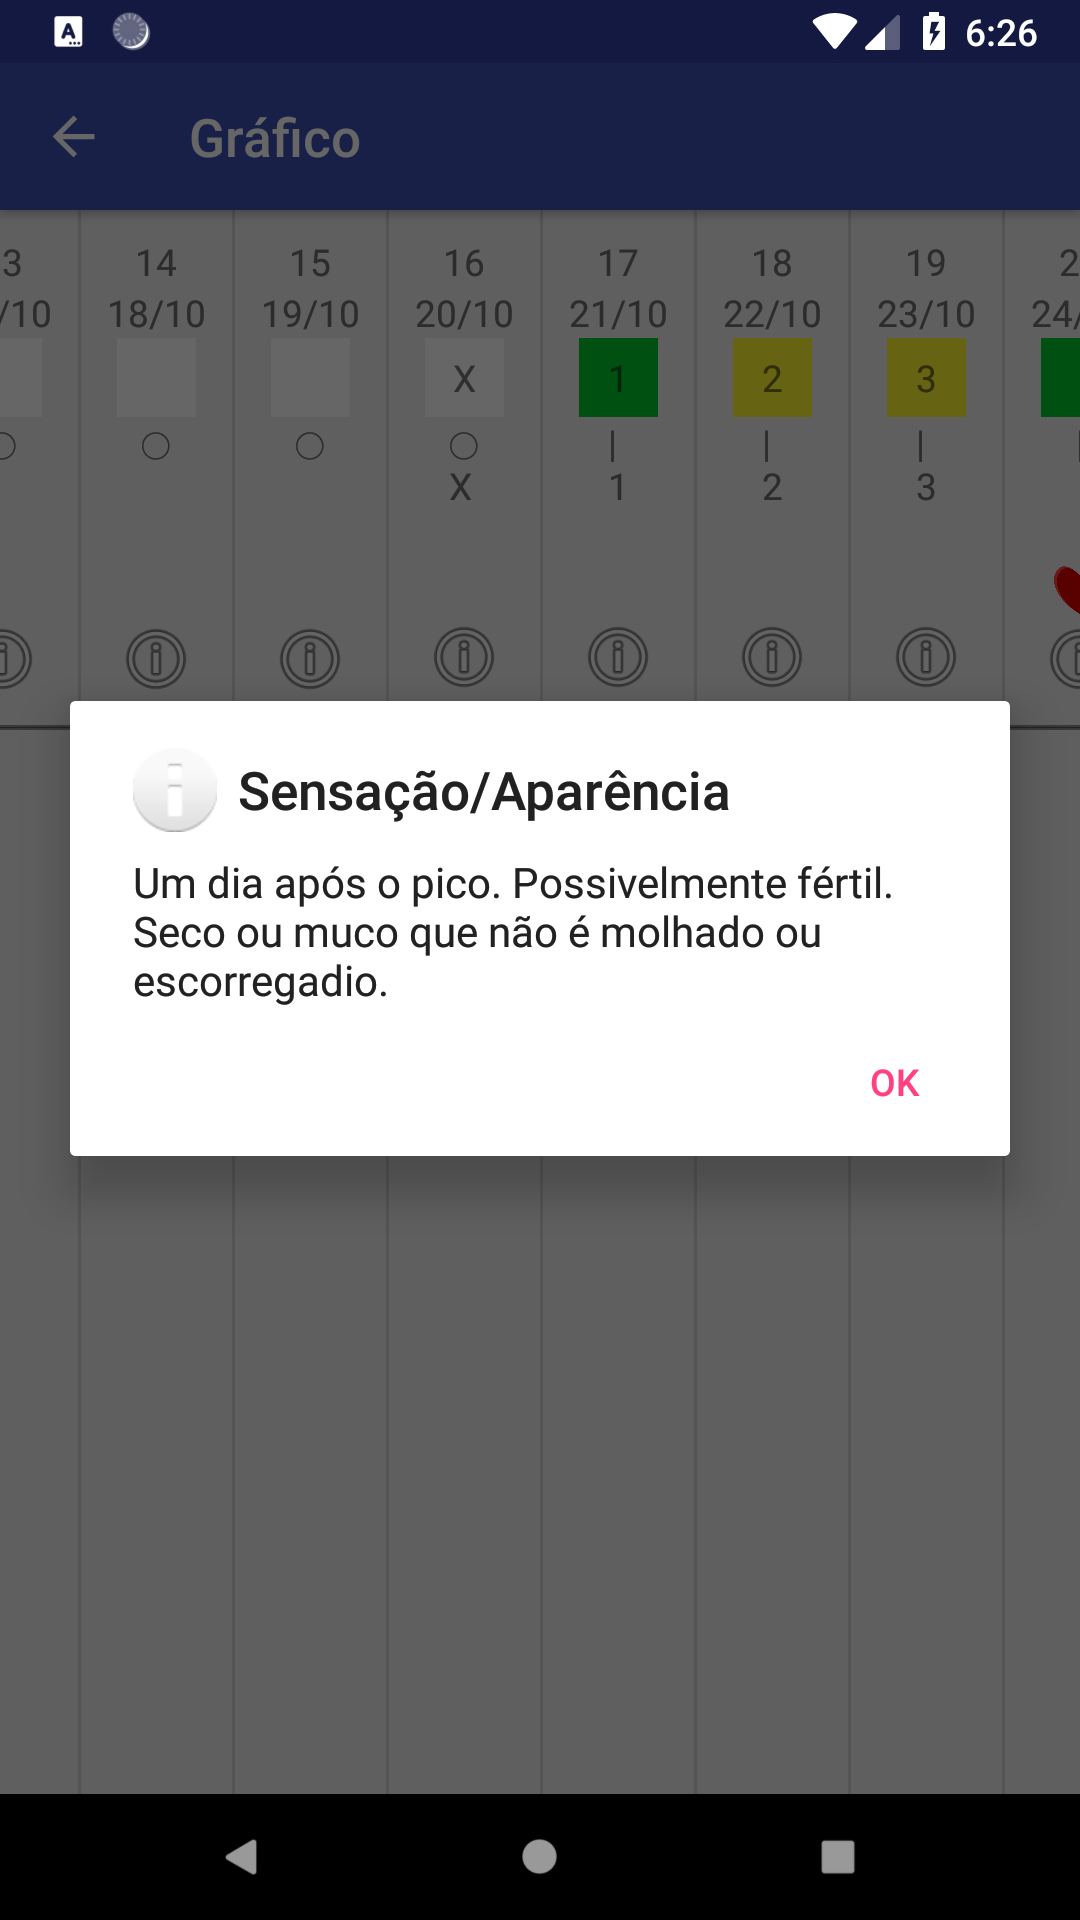 6:26
Gráfico
3 14 15 16 17 18 19 2
/10 18/10 19/10 20/10 21/10 22/10 23/10 24/
X 1 2 3
| | |
X 1 2 3
Sensação/Aparência
Um dia após o pico. Possivelmente fértil.
Seco ou muco que não é molhado ou
escorregadio.
OK